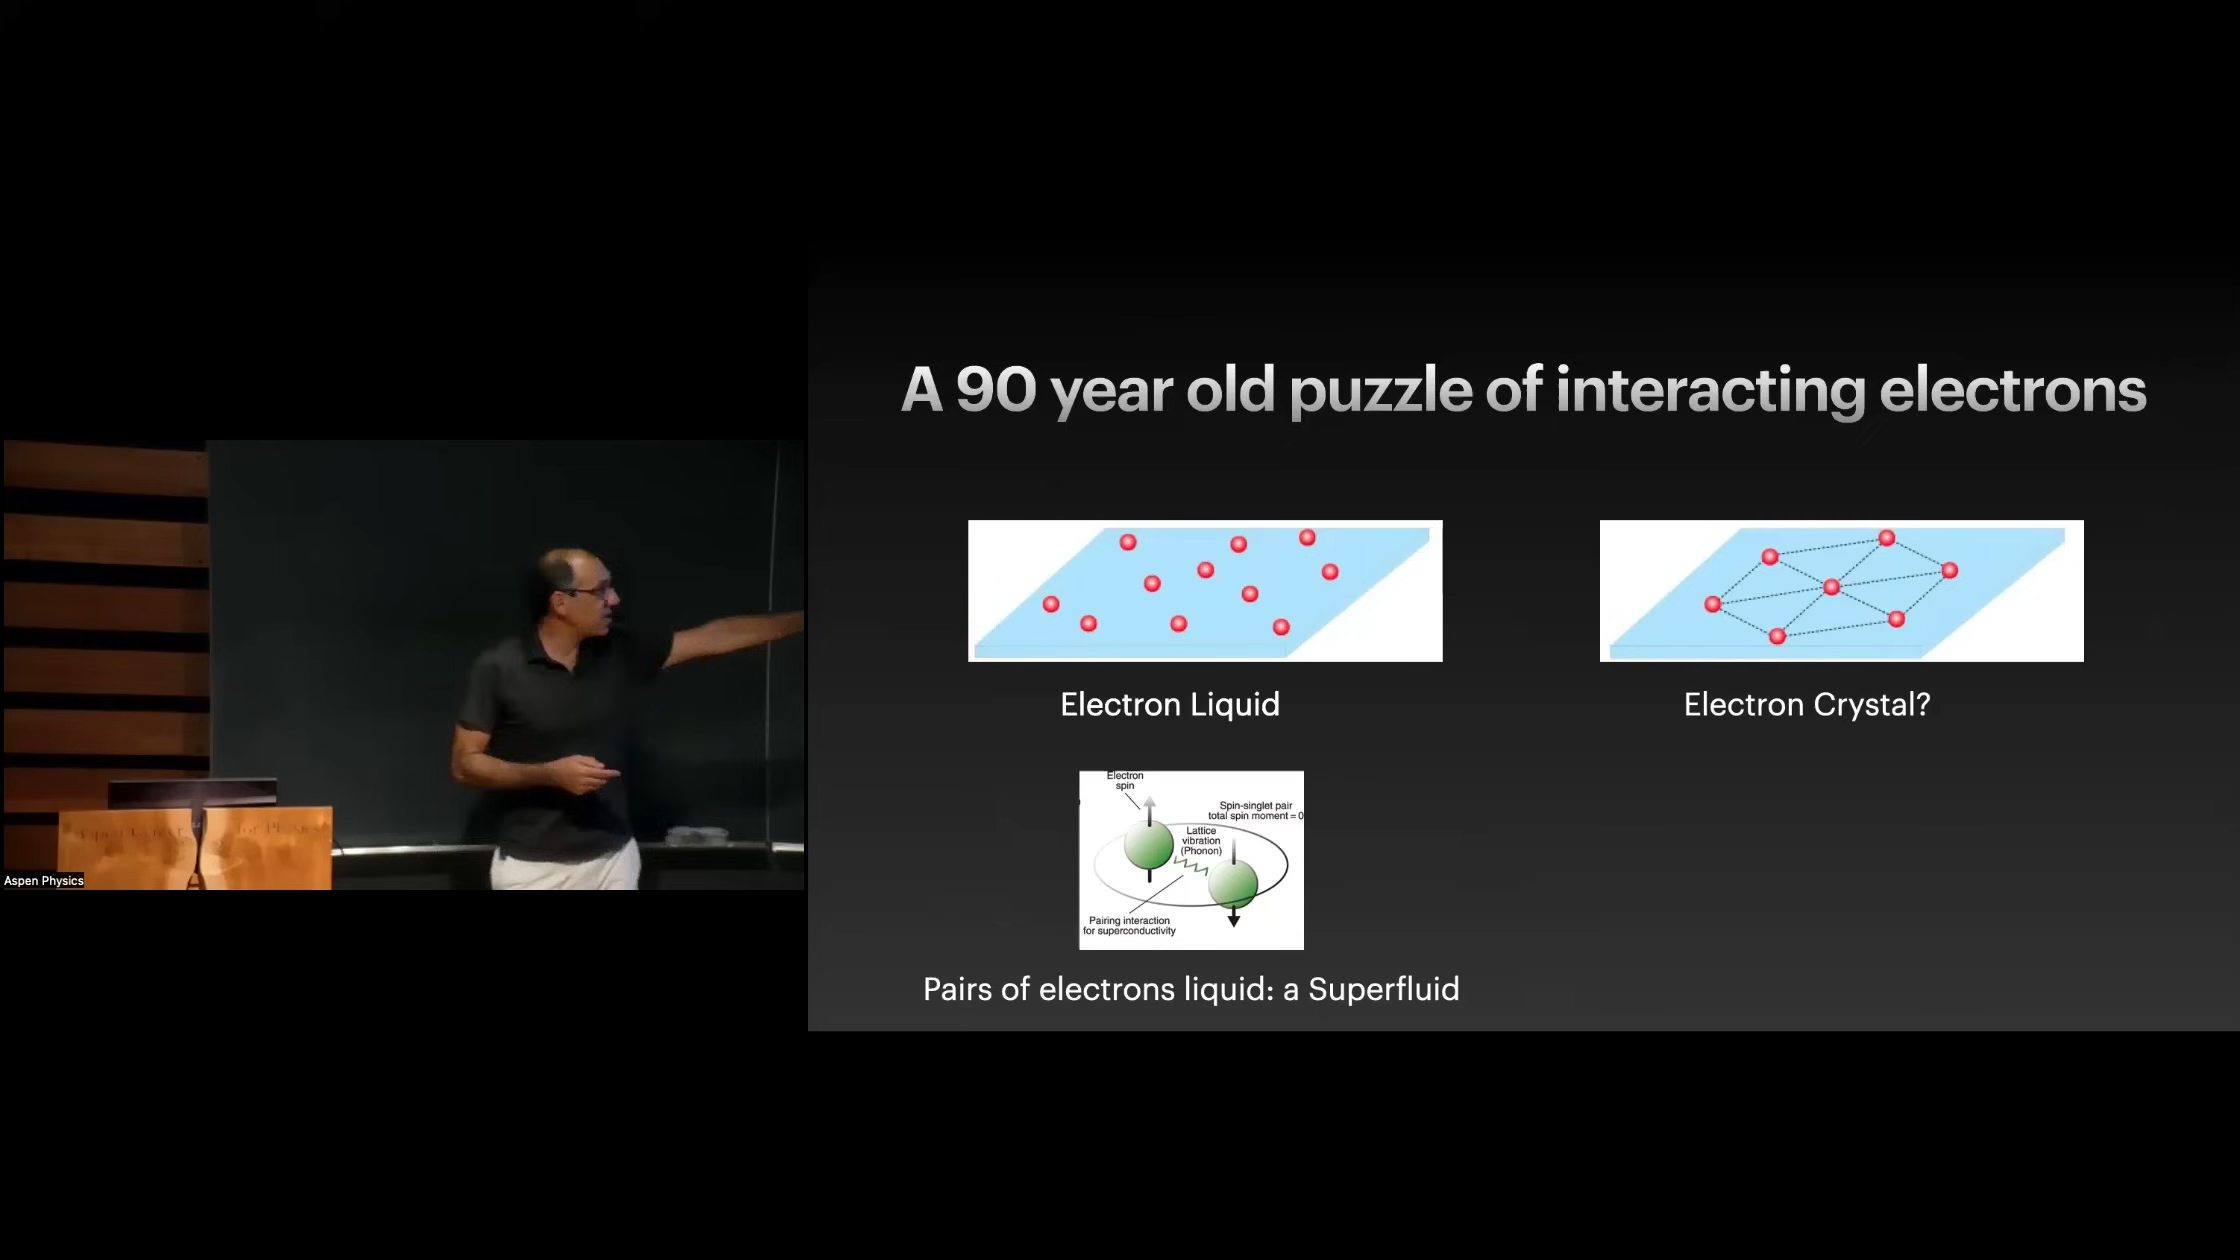 A 90 year old puzzle of interacting electrons
Electron Liquid
Electron Crystal?
Electron
spin
Spin-singlet pair
total spin moment = 0
Lattice
vibration
(Phonon)
Pairing interaction
for superconductivity
Pairs of electrons liquid: a Superfluid
Aspen Physics